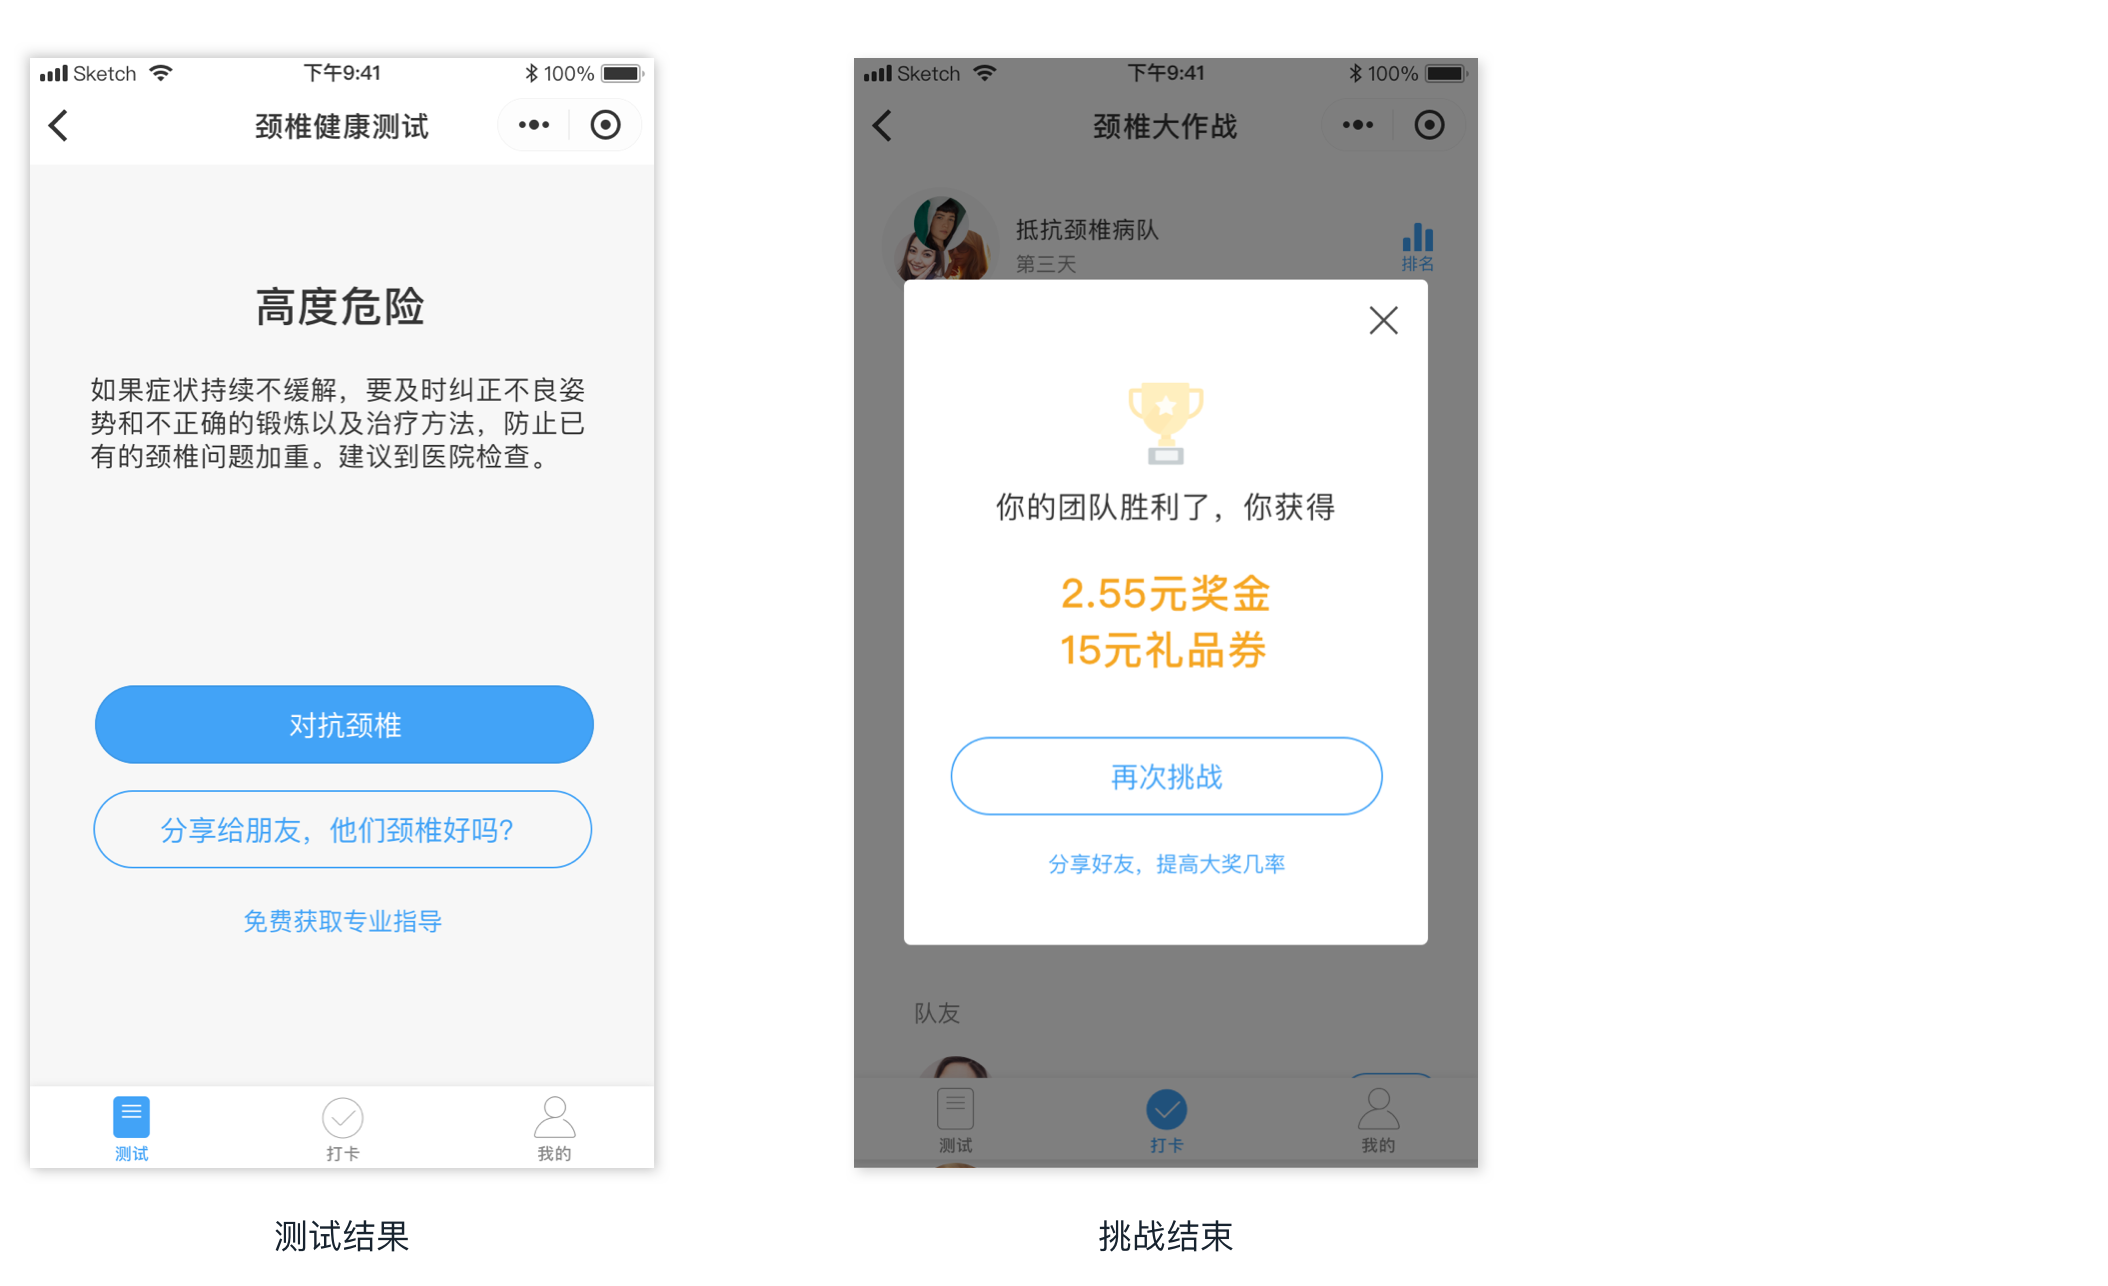 Sketch 下午9:41 100%
颈椎健康测试
高度危险
如果症状持续不缓解，要及时纠正不良姿
势和不正确的锻炼以及治疗方法，防止已
有的颈椎问题加重。建议到医院检查。
对抗颈椎
分享给朋友，他们颈椎好吗?
免费获取专业指导
测试 打卡 我的
测试结果
Sketch 下午9:41 100%
颈椎大作战
抵抗颈椎病队
第三天
排名
你的团队胜利了，你获得
2.55元奖金
15元礼品券
再次挑战
分享好友，提高大奖几率
队友
测试 打卡 我的
挑战结束